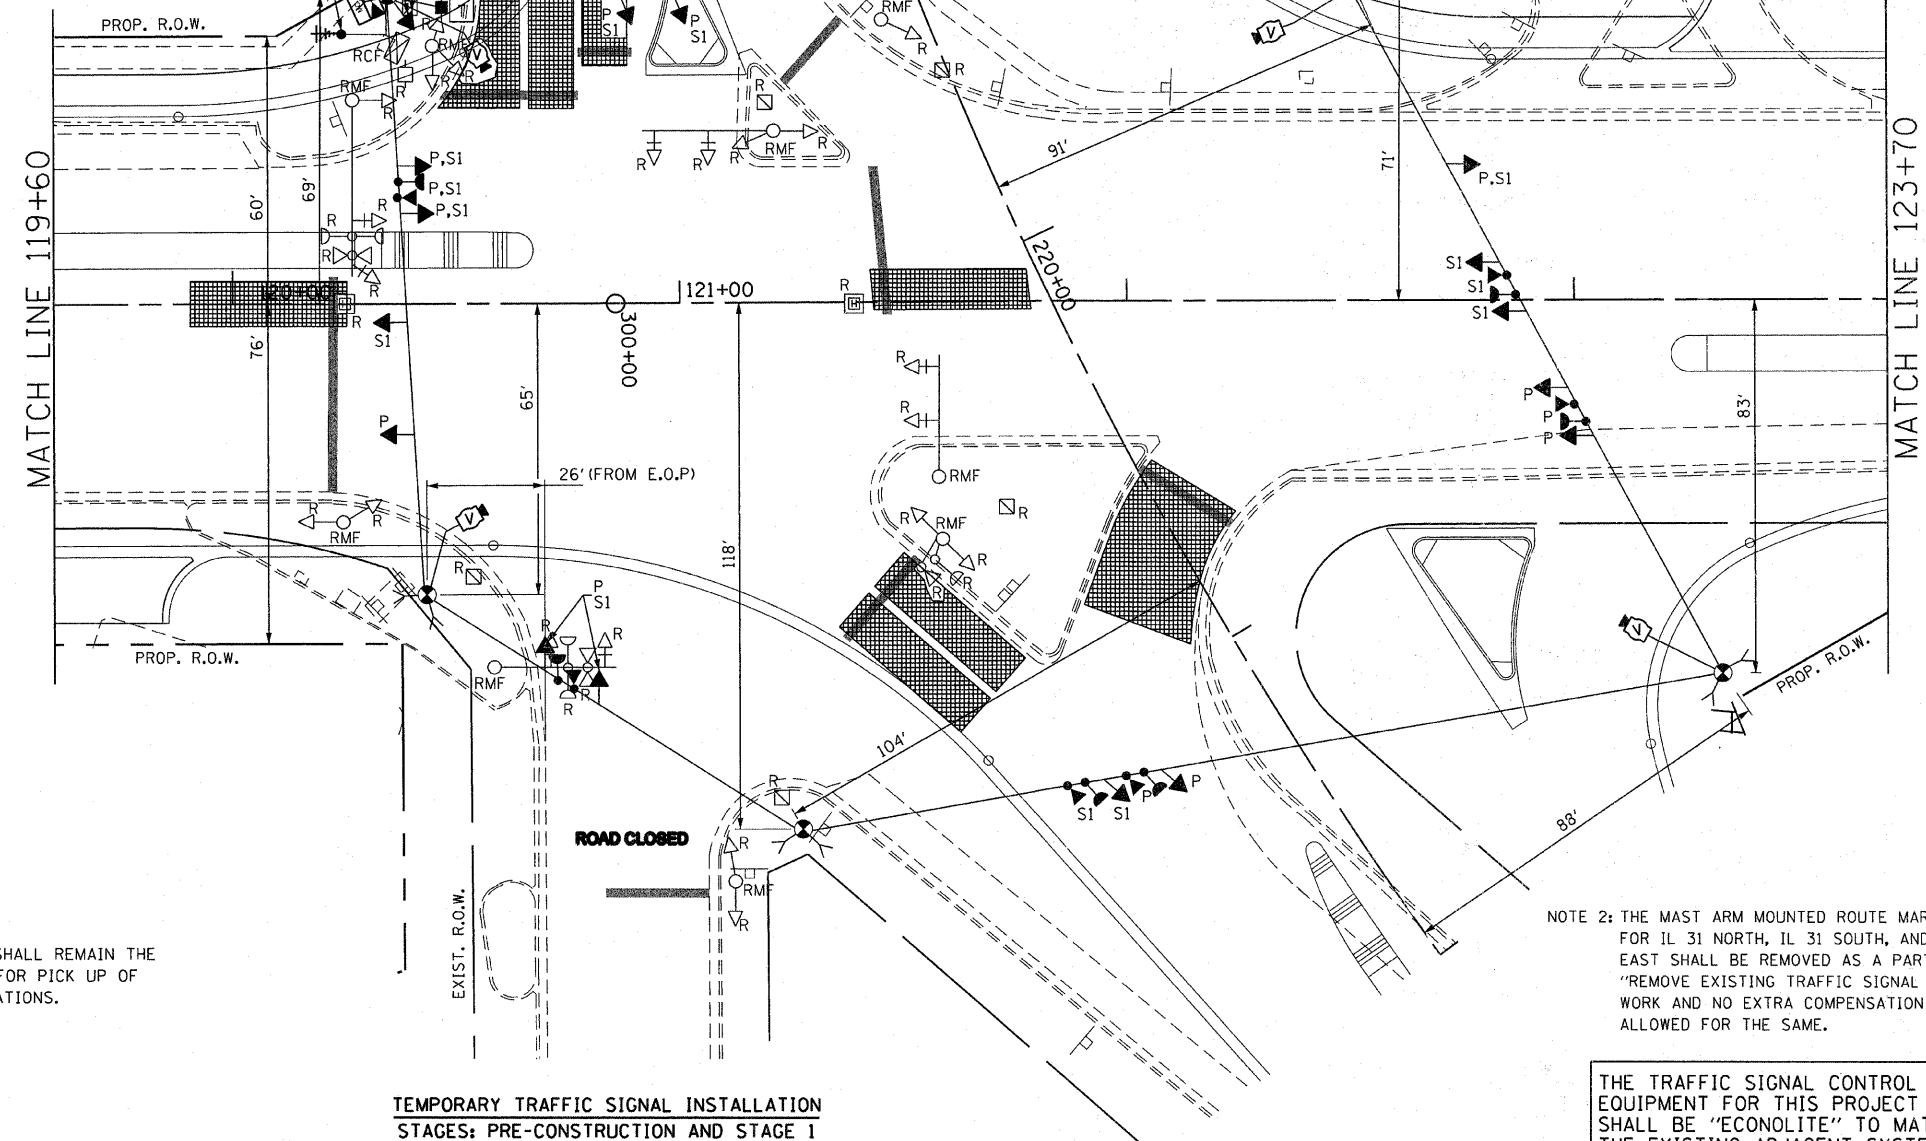 PROP. R.O.W.
P
S1
P
S1
RMF
R
R
RMF
R
RCF
R
R
RMF
R
R
R
RMF
R
R
R
91'
71'
60'
69'
P,S1
P,S1
P,S1
P,S1
R
R
R
R
MATCH LINE 119+60
MATCH LINE 123+70
120+00
121+00
220+00
300+00
R
R
S1
S1
S1
S1
76'
65'
P
R
R
P
P
P
83'
26' (FROM E.O.P)
RMF
R
R
R
R
RMF
R
RMF
R
R
R
R
118'
P
S1
R
R
RMF
R
R
PROP. R.O.W.
PROP. R.O.W.
104'
R
S1
S1
P
P
88'
ROAD CLOSED
R
RMF
R
EXIST. R.O.W.
SHALL REMAIN THE
FOR PICK UP OF
ATIONS.
NOTE 2: THE MAST ARM MOUNTED ROUTE MAR
FOR IL 31 NORTH, IL 31 SOUTH, AND
EAST SHALL BE REMOVED AS A PART
"REMOVE EXISTING TRAFFIC SIGNAL
WORK AND NO EXTRA COMPENSATION
ALLOWED FOR THE SAME.
THE TRAFFIC SIGNAL CONTROL
EQUIPMENT FOR THIS PROJECT
SHALL BE "ECONOLITE" TO MAT
THE EXISTING ADJACENT SYSTE
TEMPORARY TRAFFIC SIGNAL INSTALLATION
STAGES: PRE-CONSTRUCTION AND STAGE 1